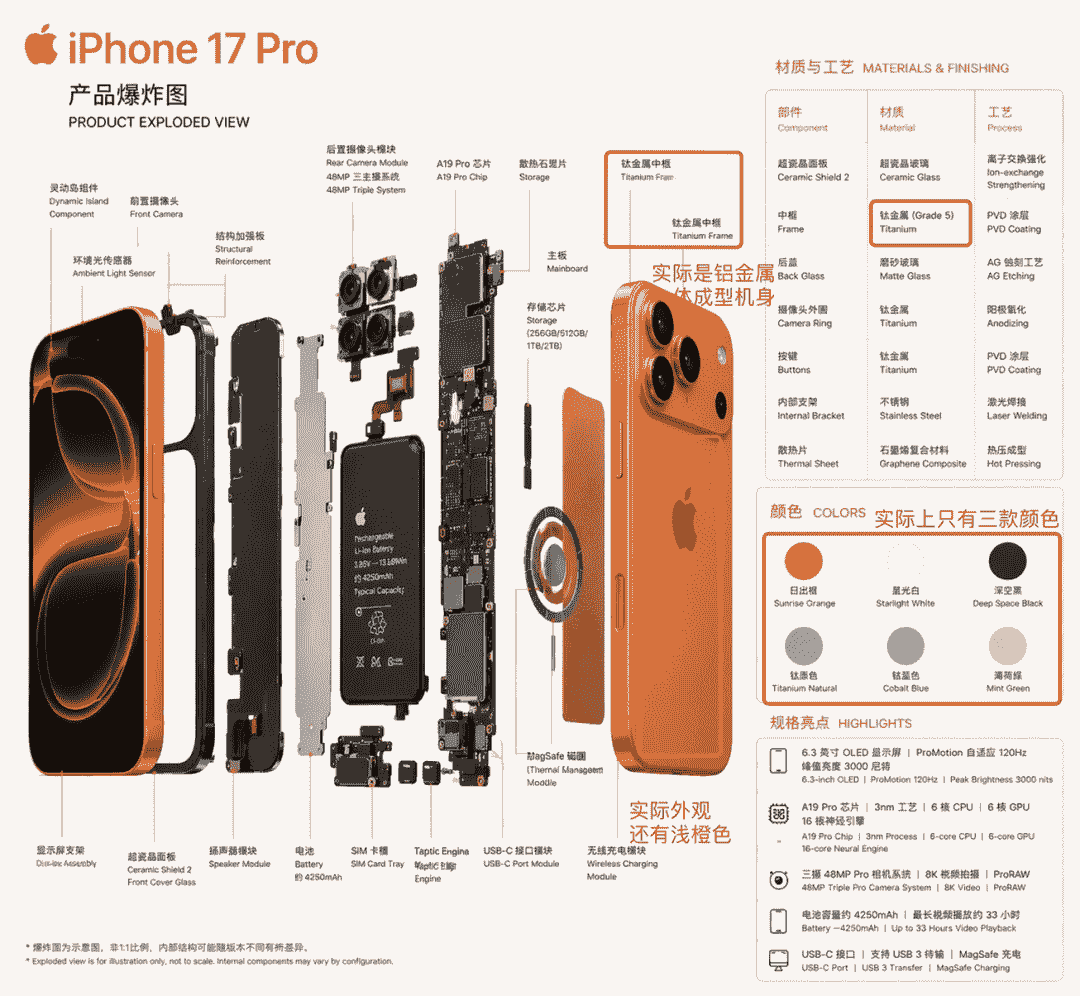 iPhone 17 Pro
产品爆炸图
PRODUCT EXPLODED VIEW
灵动岛组件
Dynamic Island
Component
前置摄像头
Front Camera
环境光传感器
Ambient Light Sensor
结构加强板
Structural
Reinforcement
后置摄像头模块
Rear Camera Module
48MP 三主摄系统
48MP Triple System
A19 Pro 芯片
A19 Pro Chip
散热石墨片
Storage
主板
Mainboard
存储芯片
Storage
(256GB/512GB/
1TB/2TB)
钛金属中框
Titanium Fram
钛金属中框
Titanium Frame
实际是铝金属
体成型机身
Rechargeable
Li-ion Battery
约 4250mAh
Typical Capacity
Li-ion
MagSafe 磁圈
(Thermal Management
Module
实际外观
还有浅橙色
显示屏支架
Assembly
超瓷晶面板
Ceramic Shield 2
Front Cover Glass
扬声器模块
Speaker Module
电池
Battery
约 4250mAh
SIM 卡槽
SIM Card Tray
Taptic Engine
Taptic
Engine
USB-C 接口模块
USB-C Port Module
无线充电模块
Wireless Charging
Module
* 爆炸图为示意图，非1:1比例，内部结构可能随版本不同有所差异。
* Exploded view is for illustration only, not to scale. Internal components may vary by configuration.
材质与工艺 MATERIALS & FINISHING
部件 材质 工艺
Component Material Process
超瓷晶面板 超瓷晶玻璃 离子交换强化
Ceramic Shield 2 Ceramic Glass Ion-exchange
Strengthening
中框 钛金属 (Grade 5) PVD 涂层
Frame Titanium PVD Coating
后盖 磨砂玻璃 AG 蚀刻工艺
Back Glass Matte Glass AG Etching
摄像头外圈 钛金属 阳极氧化
Camera Ring Titanium Anodizing
按键 钛金属 PVD 涂层
Buttons Titanium PVD Coating
内部支架 不锈钢 激光焊接
Internal Bracket Stainless Steel Laser Welding
散热片 石墨烯复合材料 热压成型
Thermal Sheet Graphene Composite Hot Pressing
颜色 COLORS 实际上只有三款颜色
日出橙 星光白 深空黑
Sunrise Orange Starlight White Deep Space Black
钛原色 钴蓝色 薄荷绿
Titanium Natural Cobalt Blue Mint Green
规格亮点 HIGHLIGHTS
6.3 英寸 OLED 显示屏 | ProMotion 自适应 120Hz
峰值亮度 3000 尼特
6.3-inch OLED | ProMotion 120Hz | Peak Brightness 3000 nits
A19 Pro 芯片 | 3nm 工艺 | 6 核 CPU | 6 核 GPU
16 核神经引擎
A19 Pro Chip | 3nm Process | 6-core CPU | 6-core GPU
16-core Neural Engine
三摄 48MP Pro 相机系统 | 8K 视频拍摄 | ProRAW
48MP Triple Pro Camera System | 8K Video | ProRAW
电池容量约 4250mAh | 最长视频播放约 33 小时
Battery ~4250mAh | Up to 33 Hours Video Playback
USB-C 接口 | 支持 USB 3 传输 | MagSafe 充电
USB-C Port | USB 3 Transfer | MagSafe Charging